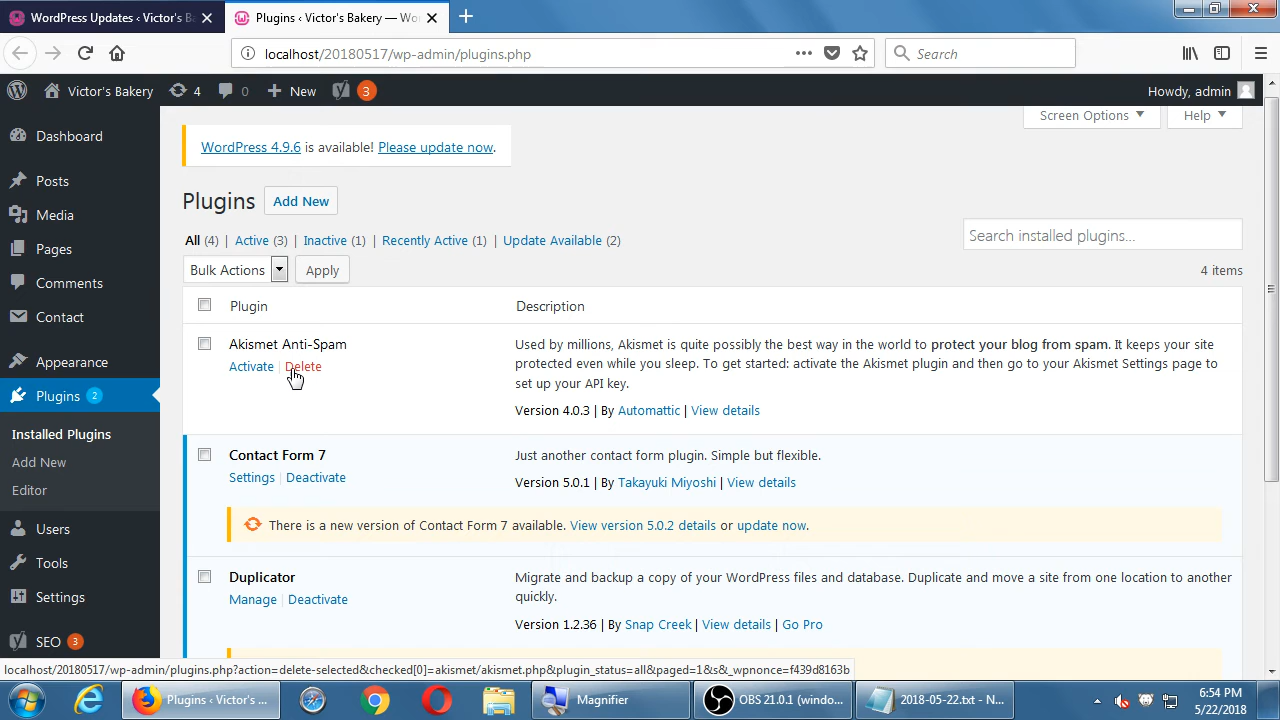 WordPress Updates ‹ Victor's B
Plugins ‹ Victor's Bakery — Wo
localhost/20180517/wp-admin/plugins.php
Search
Victor's Bakery
4
0
New
3
Howdy, admin
Dashboard
Posts
Media
Pages
Comments
Contact
Appearance
Plugins 2
Installed Plugins
Add New
Editor
Users
Tools
Settings
SEO 3
Screen Options
Help
WordPress 4.9.6 is available! Please update now.
Plugins Add New
All (4) | Active (3) | Inactive (1) | Recently Active (1) | Update Available (2)
Search installed plugins...
Bulk Actions Apply
4 items
Plugin Description
Akismet Anti-Spam
Activate | Delete
Used by millions, Akismet is quite possibly the best way in the world to protect your blog from spam. It keeps your site
protected even while you sleep. To get started: activate the Akismet plugin and then go to your Akismet Settings page to
set up your API key.
Version 4.0.3 | By Automattic | View details
Contact Form 7
Settings | Deactivate
Just another contact form plugin. Simple but flexible.
Version 5.0.1 | By Takayuki Miyoshi | View details
There is a new version of Contact Form 7 available. View version 5.0.2 details or update now.
Duplicator
Manage | Deactivate
Migrate and backup a copy of your WordPress files and database. Duplicate and move a site from one location to another
quickly.
Version 1.2.36 | By Snap Creek | View details | Go Pro
localhost/20180517/wp-admin/plugins.php?action=delete-selected&checked[0]=akismet/akismet.php&plugin_status=all&paged=1&s&_wpnonce=f439d8163b
Plugins ‹ Victor's ...
Magnifier
OBS 21.0.1 (windo...
2018-05-22.txt - N...
6:54 PM
5/22/2018